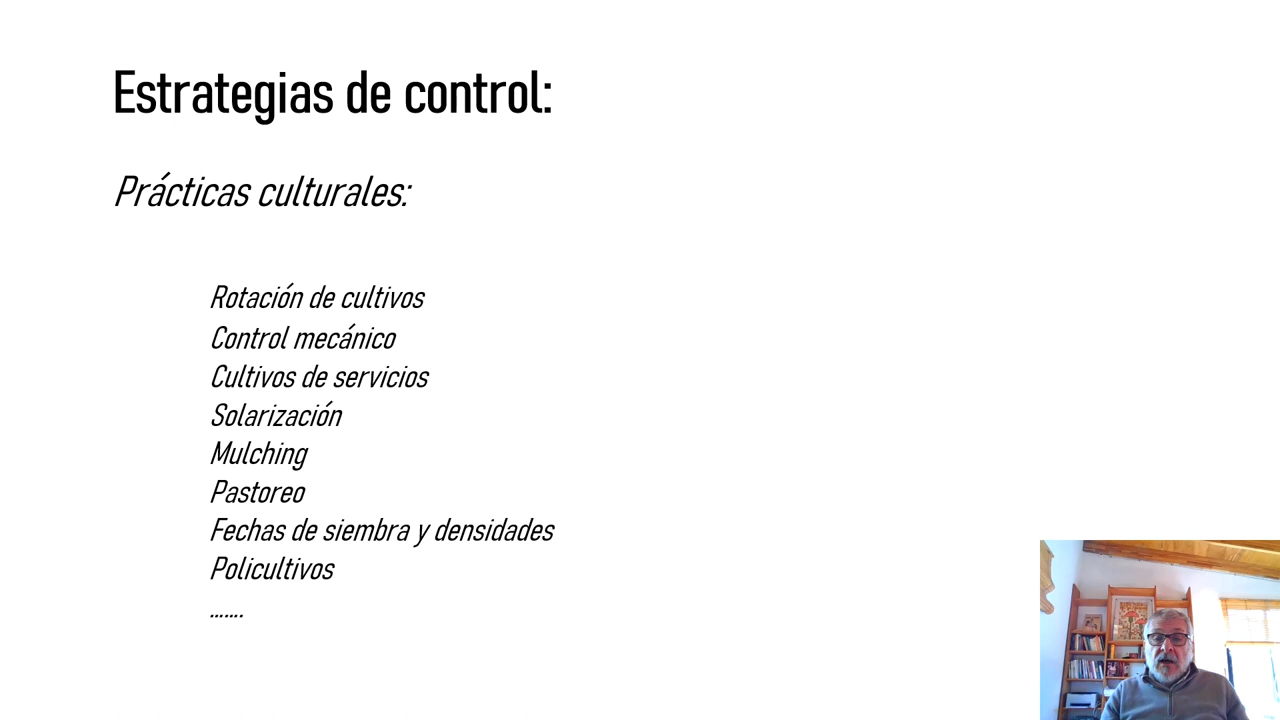 Estrategias de control:
Prácticas culturales:
Rotación de cultivos
Control mecánico
Cultivos de servicios
Solarización
Mulching
Pastoreo
Fechas de siembra y densidades
Policultivos
.......